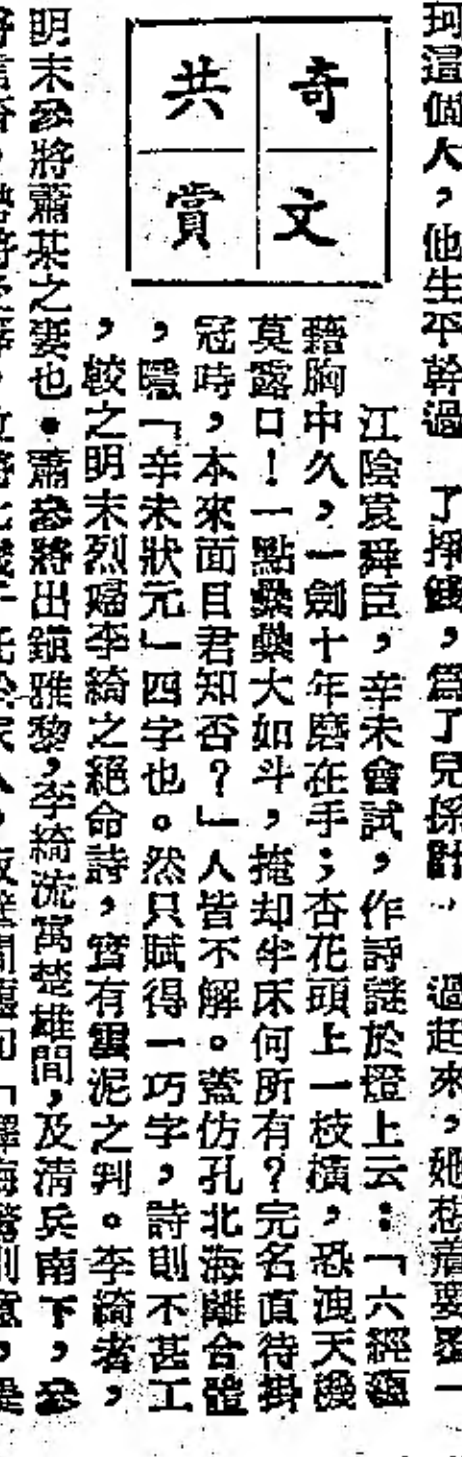 珂這個人，他生平幹過
了掙錢，爲了兒孫計，
過起來，她想着要
一
奇文共賞
江陰袁舜臣，辛未會試，作詩謎於燈上云：「六經蘊
藉胸中久，一劍十年磨在手；杏花頭上一枝橫，恐洩天機
莫露口！一點纍纍大如斗，掩却半床何所有？完名直待掛
冠時，本來面目君知否？」人皆不解。蓋仿孔北海離合體
，隱「辛未狀元」四字也。然只賦得一巧字，詩則不甚工
，較之明末烈婦李綺之絕命詩，實有雲泥之判。李綺者，
明末參將蕭某之妻也。蕭參將出鎮雅黎，李綺流寓楚雄間，及清兵南下，參